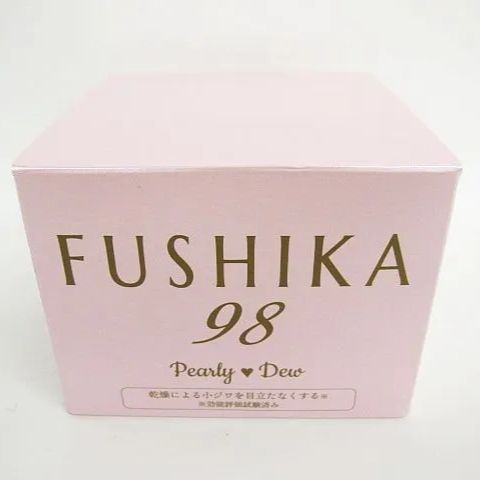 FUSHIKA
98
Pearly ♥ Dew
乾燥による小ジワを目立たなくする※
※効能評価試験済み